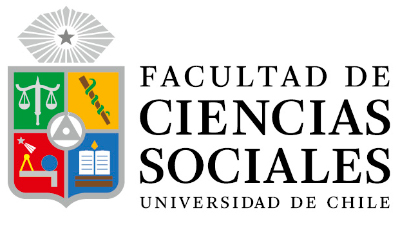 FACULTAD DE
CIENCIAS
SOCIALES
UNIVERSIDAD DE CHILE